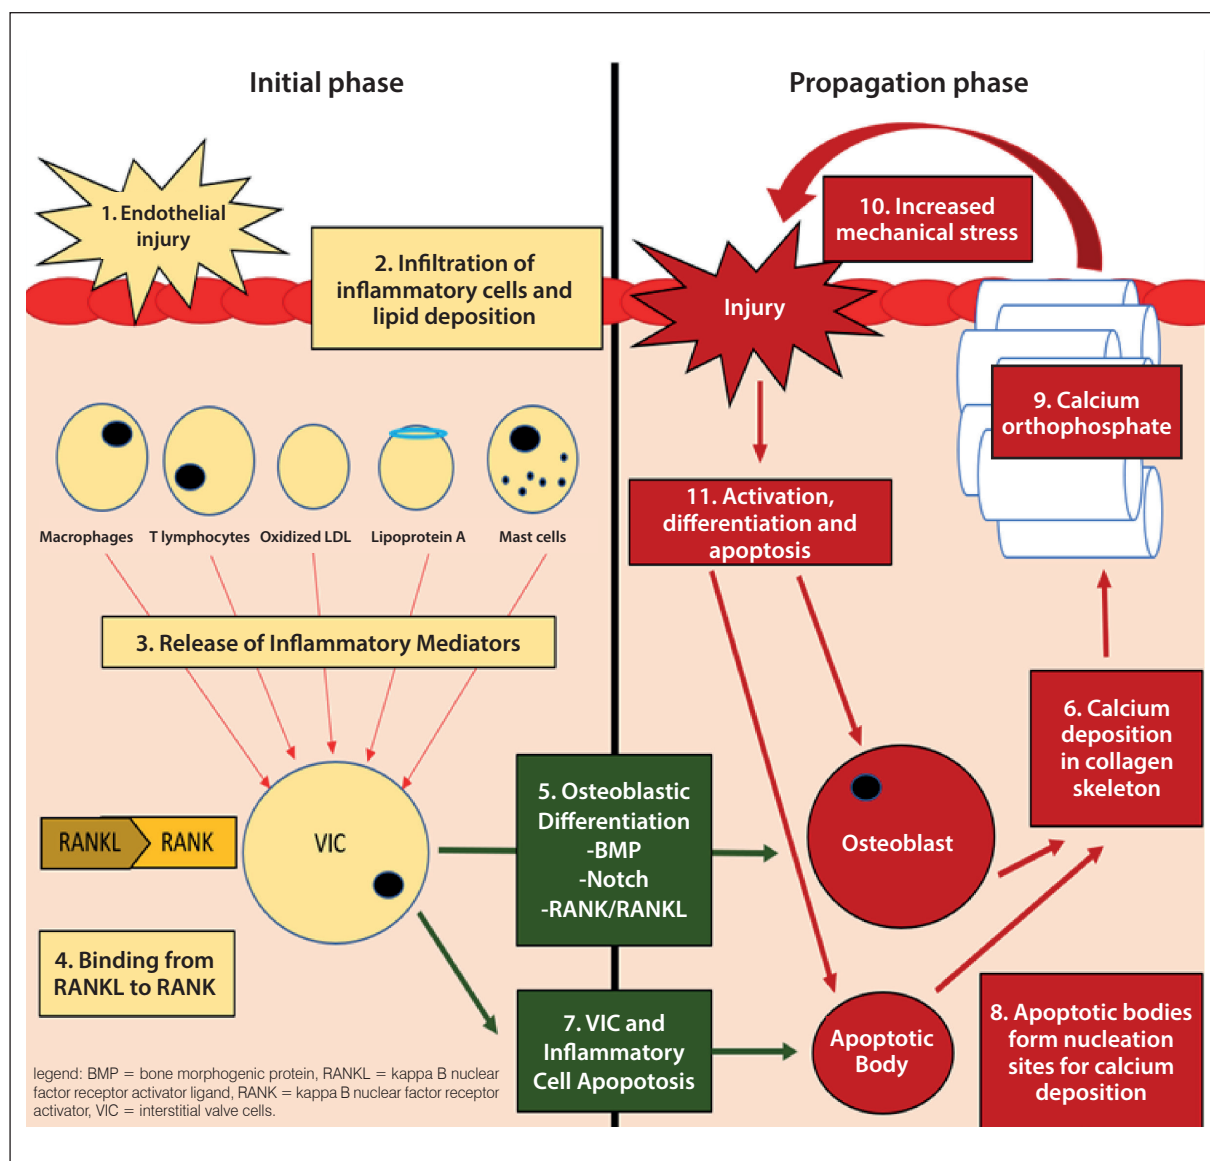 Initial phase
Propagation phase
1. Endothelial
injury
2. Infiltration of
inflammatory cells and
lipid deposition
10. Increased
mechanical stress
Injury
9. Calcium
orthophosphate
Macrophages
T lymphocytes
Oxidized LDL
Lipoprotein A
Mast cells
11. Activation,
differentiation and
apoptosis
3. Release of Inflammatory Mediators
6. Calcium
deposition
in collagen
skeleton
RANKL
RANK
VIC
5. Osteoblastic
Differentiation
-BMP
-Notch
-RANK/RANKL
Osteoblast
4. Binding from
RANKL to RANK
7. VIC and
Inflammatory
Cell Apopotosis
Apoptotic
Body
8. Apoptotic bodies
form nucleation
sites for calcium
deposition
legend: BMP = bone morphogenic protein, RANKL = kappa B nuclear
factor receptor activator ligand, RANK = kappa B nuclear factor receptor
activator, VIC = interstitial valve cells.